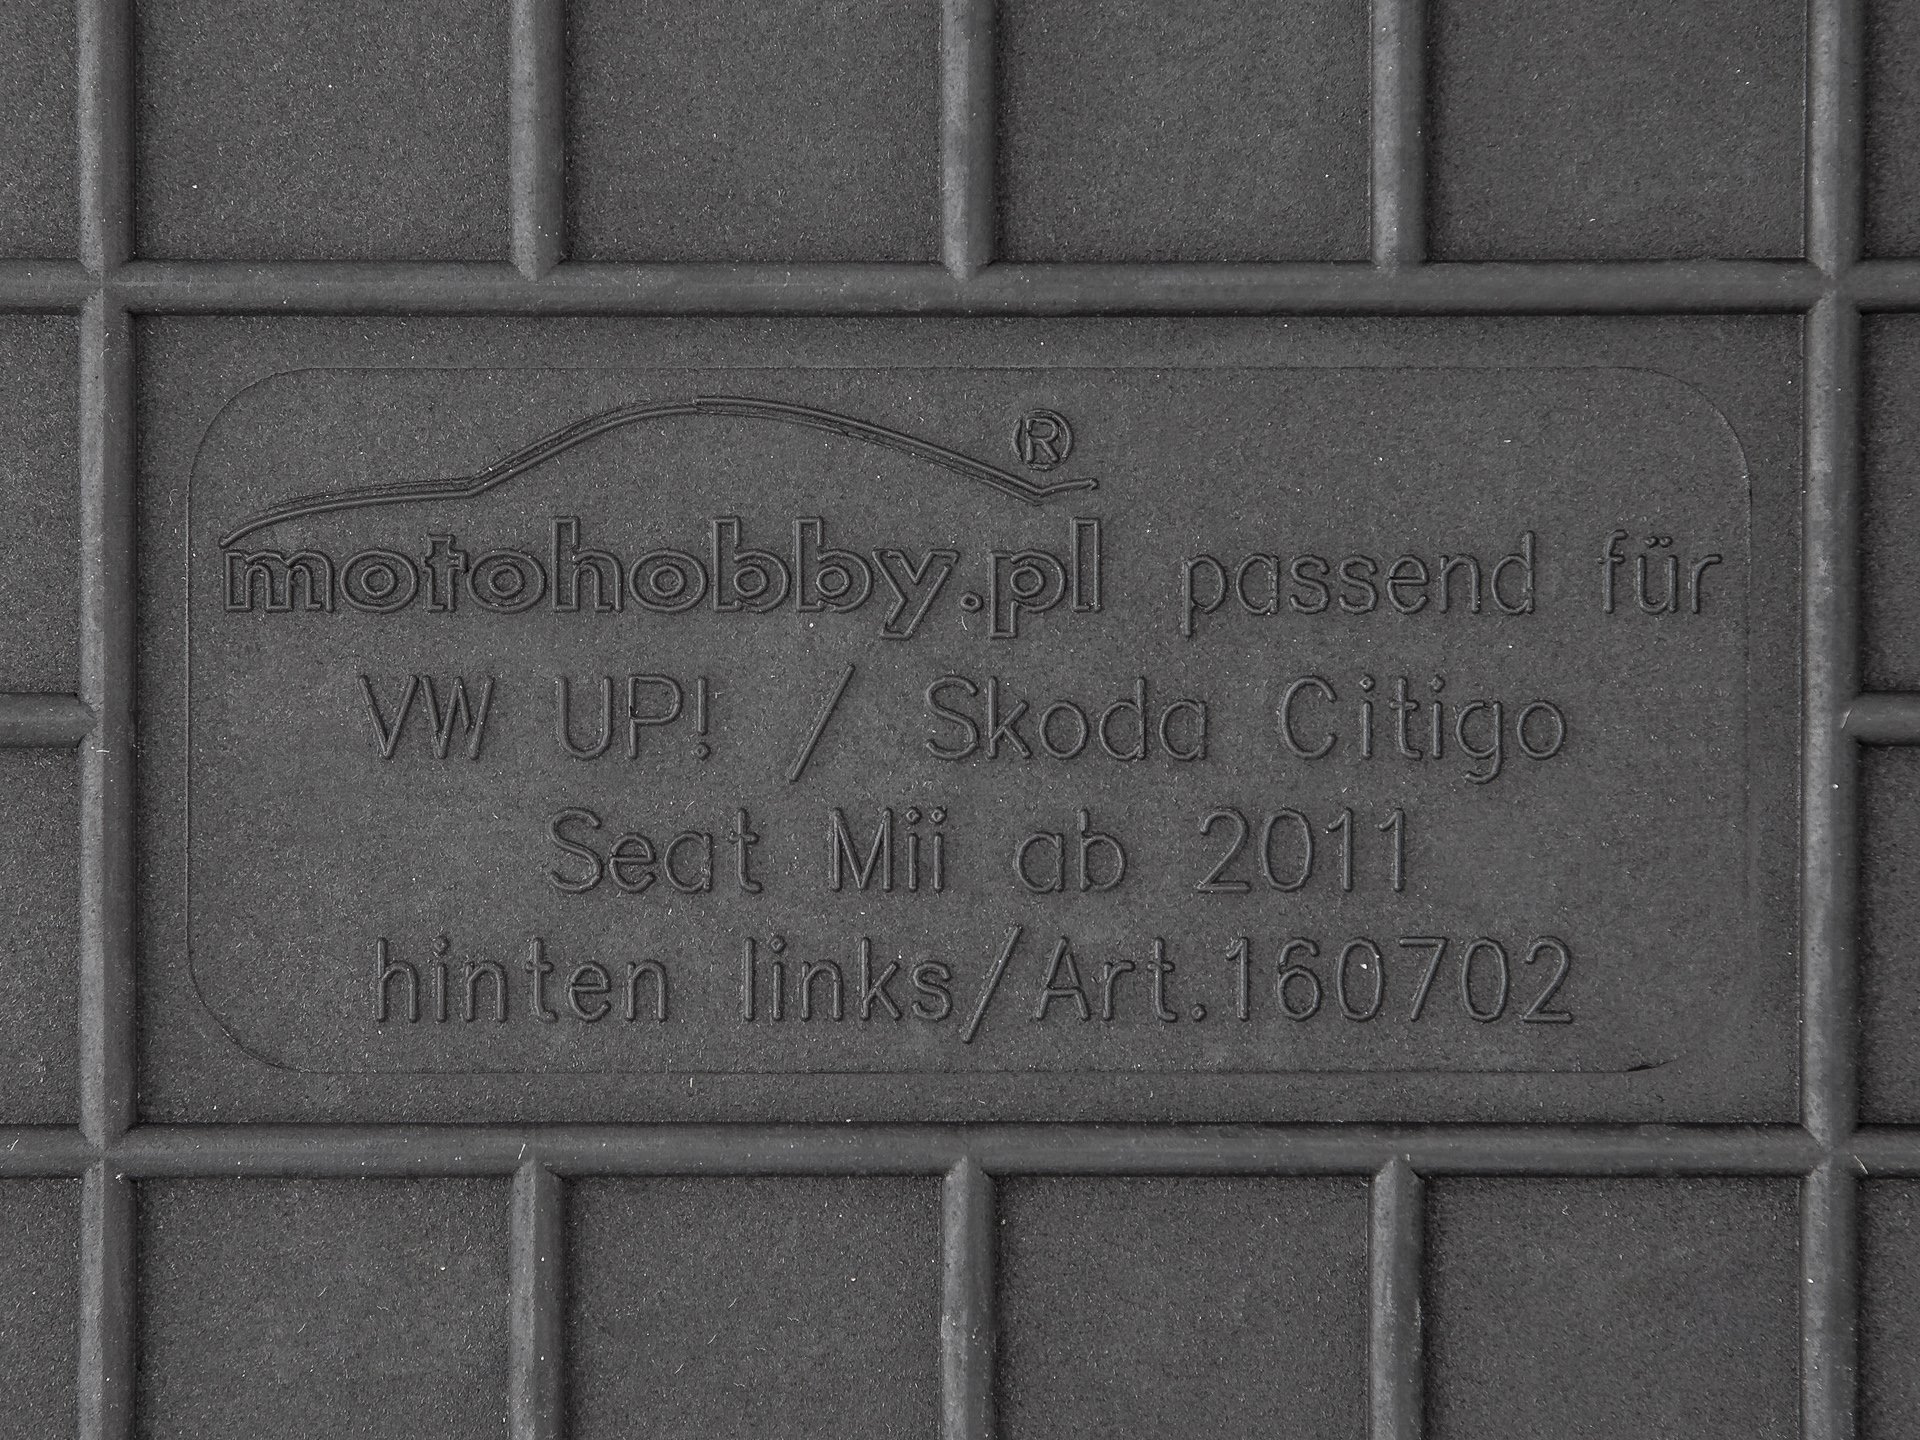 motohobby.pl® passend für
VW UP! / Skoda Citigo
Seat Mii ab 2011
hinten links/Art.160702